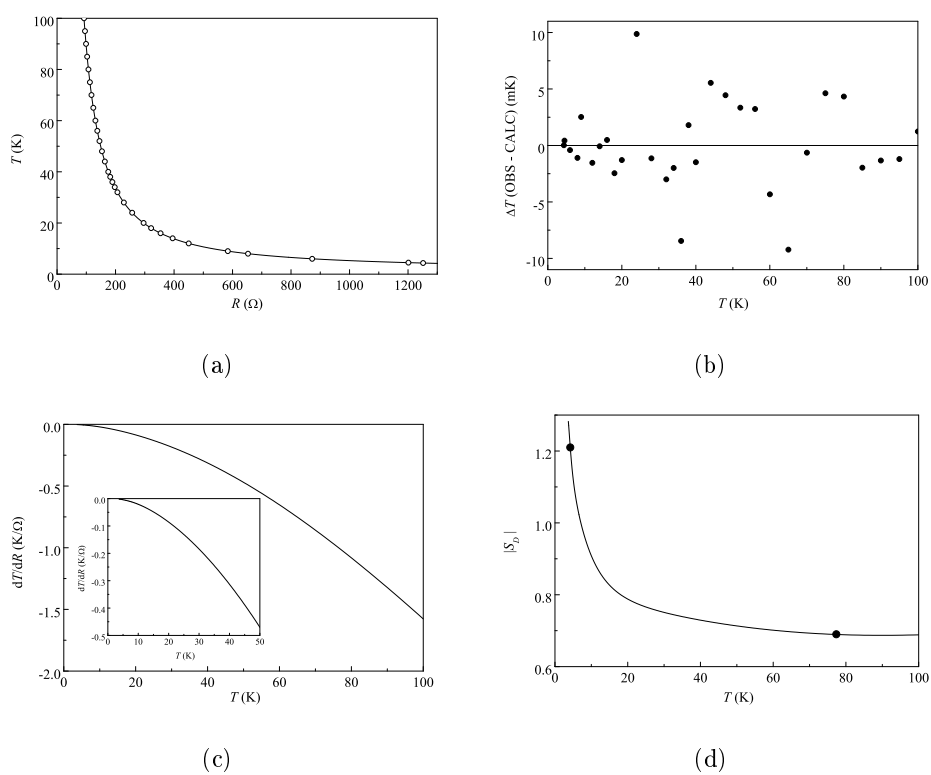 100
80
60
40
20
0
T (K)
0 200 400 600 800 1000 1200
R (Ω)
(a)
10
5
0
-5
-10
ΔT (OBS - CALC) (mK)
0 20 40 60 80 100
T (K)
(b)
0.0
-0.5
-1.0
-1.5
-2.0
dT/dR (K/Ω)
0 20 40 60 80 100
T (K)
0.0
-0.1
-0.2
-0.3
-0.4
-0.5
dT/dR (K/Ω)
0 10 20 30 40 50
T (K)
(c)
1.2
1.0
0.8
0.6
|S_D|
0 20 40 60 80 100
T (K)
(d)